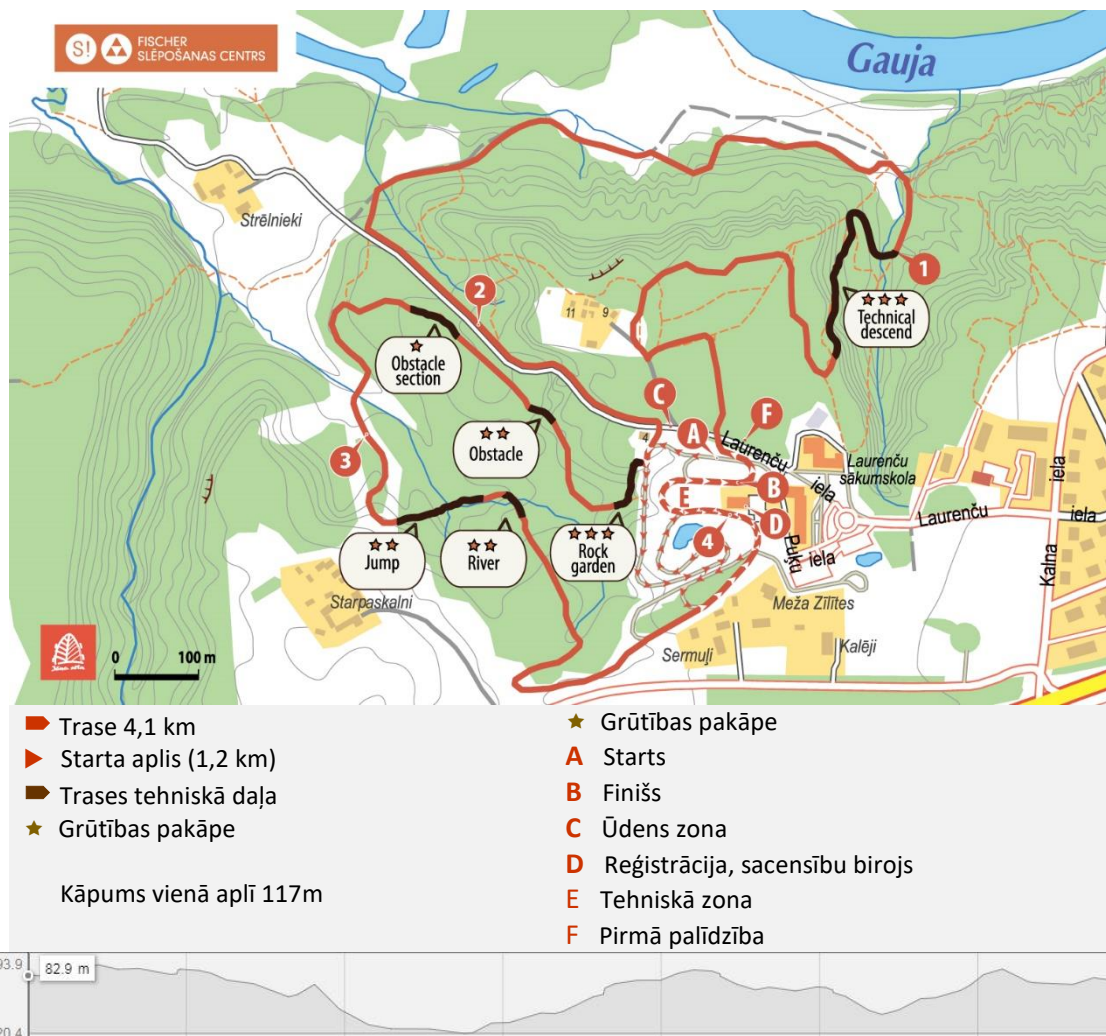 S!
FISCHER
SLĒPOŠANAS CENTRS
Gauja
Strēlnieki
1
2
11
9
★★★
Technical
descend
★
Obstacle
section
C
F
A
Laurenču
iela
4
★★
Obstacle
3
B
E
Laurenču
sākumskola
D
Laurenču
iela
iela
Kalna
4
Puķu
iela
★★
Jump
★★
River
★★★
Rock
garden
Starpaskalni
Meža Zīlītes
Sermuļi
Kalēji
0
100 m
Trase 4,1 km
Starta aplis (1,2 km)
Trases tehniskā daļa
★ Grūtības pakāpe
Kāpums vienā aplī 117m
★ Grūtības pakāpe
A Starts
B Finišs
C Ūdens zona
D Reģistrācija, sacensību birojs
E Tehniskā zona
F Pirmā palīdzība
93.9
82.9 m
20.4